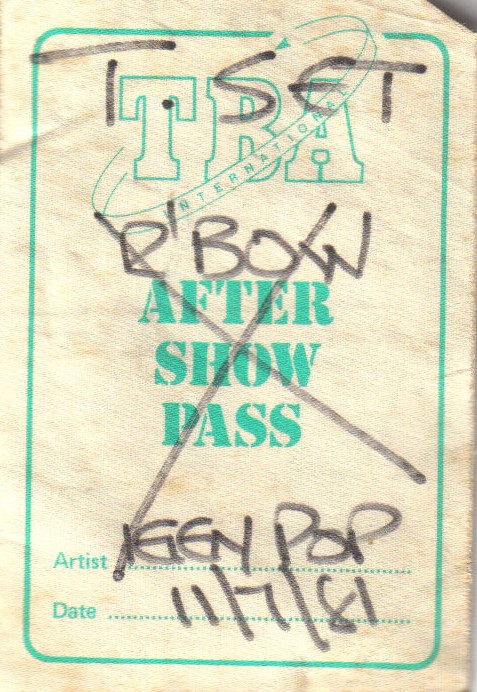 T. SET
TBA
INTERNATIONAL
R'BOW
AFTER
SHOW
PASS
Artist IGGY POP
Date 11/7/81